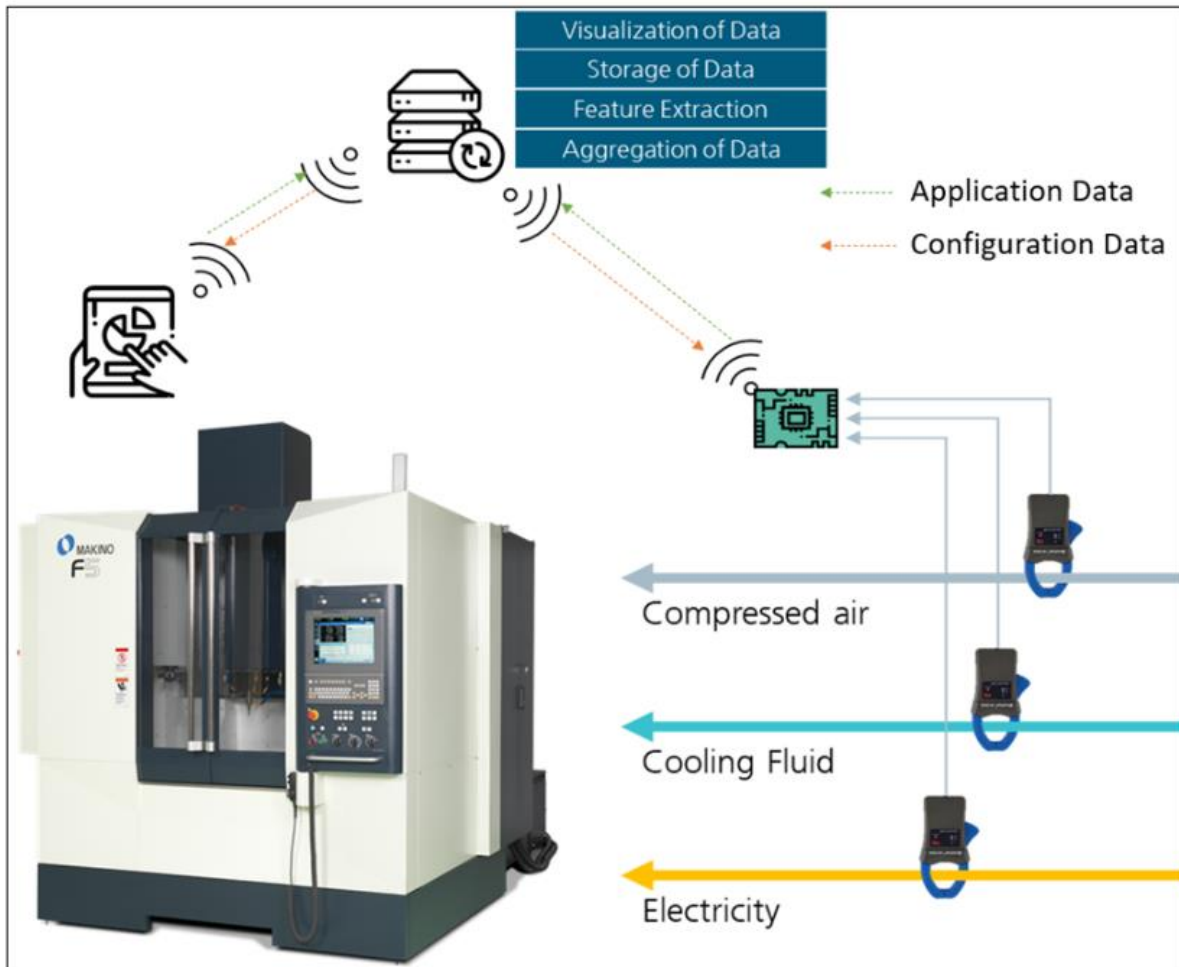 Visualization of Data
Storage of Data
Feature Extraction
Aggregation of Data
Application Data
Configuration Data
MAKINO
F5
Compressed air
Cooling Fluid
Electricity